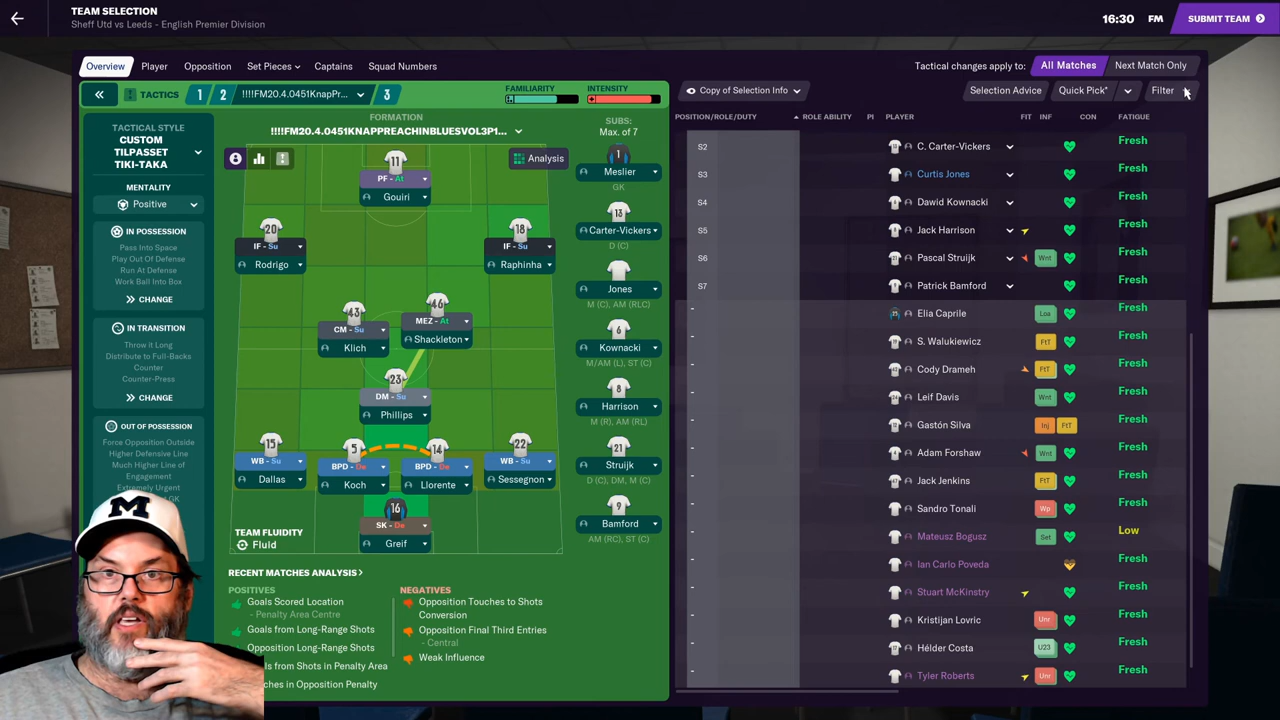 TEAM SELECTION
Sheff Utd vs Leeds - English Premier Division
16:30
FM
SUBMIT TEAM
Overview
Player
Opposition
Set Pieces
Captains
Squad Numbers
Tactical changes apply to:
All Matches
Next Match Only
TACTICS
1
2
!!!!FM20.4.0451KnapPr...
3
FAMILIARITY
INTENSITY
Copy of Selection Info
Selection Advice
Quick Pick*
Filter
TACTICAL STYLE
CUSTOM
TILPASSET
TIKI-TAKA
MENTALITY
Positive
IN POSSESSION
Pass Into Space
Play Out Of Defense
Run At Defense
Work Ball Into Box
CHANGE
IN TRANSITION
Throw it Long
Distribute to Full-Backs
Counter
Counter-Press
CHANGE
OUT OF POSSESSION
Force Opposition Outside
Higher Defensive Line
Much Higher Line of
Engagement
Extremely Urgent
GK
FORMATION
!!!!FM20.4.0451KNAPPREACHINBLUESVOL3P1...
Analysis
11
PF - At
Gouiri
20
IF - Su
Rodrigo
18
IF - Su
Raphinha
43
CM - Su
Klich
46
MEZ - At
Shackleton
23
DM - Su
Phillips
15
WB - Su
Dallas
5
BPD - De
Koch
14
BPD - De
Llorente
22
WB - Su
Sessegnon
16
SK - De
Greif
TEAM FLUIDITY
Fluid
SUBS:
Max. of 7
1
Meslier
GK
13
Carter-Vickers
D (C)
Jones
M (C), AM (RLC)
6
Kownacki
M/AM (L), ST (C)
8
Harrison
M (R), AM (RL)
21
Struijk
D (C), DM, M (C)
9
Bamford
AM (RC), ST (C)
RECENT MATCHES ANALYSIS
POSITIVES
Goals Scored Location
- Penalty Area Centre
Goals from Long-Range Shots
Opposition Long-Range Shots
als from Shots in Penalty Area
ches in Opposition Penalty
NEGATIVES
Opposition Touches to Shots
Conversion
Opposition Final Third Entries
- Central
Weak Influence
POSITION/ROLE/DUTY
ROLE ABILITY
PI
PLAYER
FIT
INF
CON
FATIGUE
S2 C. Carter-Vickers Fresh
S3 Curtis Jones Fresh
S4 Dawid Kownacki Fresh
S5 Jack Harrison Fresh
S6 Pascal Struijk Wnt Fresh
S7 Patrick Bamford Fresh
- Elia Caprile Loa Fresh
- S. Walukiewicz FtT Fresh
- Cody Drameh FtT Fresh
- Leif Davis Wnt Fresh
- Gastón Silva Inj FtT Fresh
- Adam Forshaw Wnt Fresh
- Jack Jenkins FtT Fresh
- Sandro Tonali Wp Fresh
- Mateusz Bogusz Set Low
- Ian Carlo Poveda Fresh
- Stuart McKinstry Fresh
- Kristijan Lovric Unr Fresh
- Hélder Costa U23 Fresh
- Tyler Roberts Unr Fresh
M